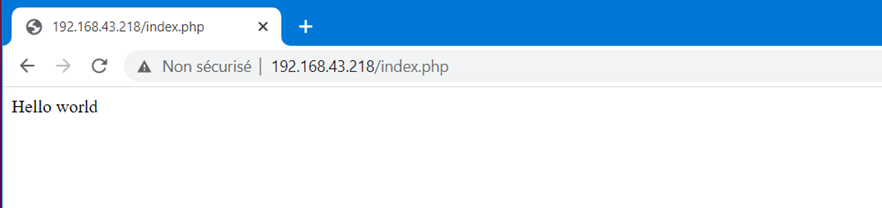 192.168.43.218/index.php
Non sécurisé | 192.168.43.218/index.php
Hello world